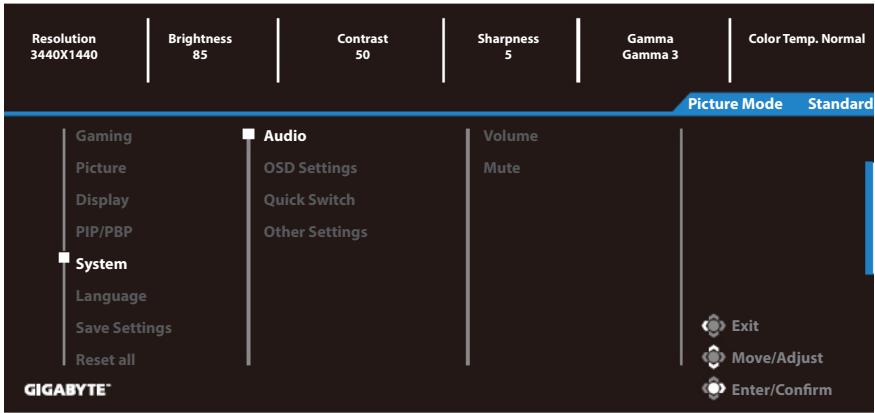 Resolution
3440X1440
Brightness
85
Contrast
50
Sharpness
5
Gamma
Gamma 3
Color Temp. Normal
Picture Mode Standard
Gaming
Picture
Display
PIP/PBP
System
Language
Save Settings
Reset all
Audio
OSD Settings
Quick Switch
Other Settings
Volume
Mute
Exit
Move/Adjust
Enter/Confirm
GIGABYTE™